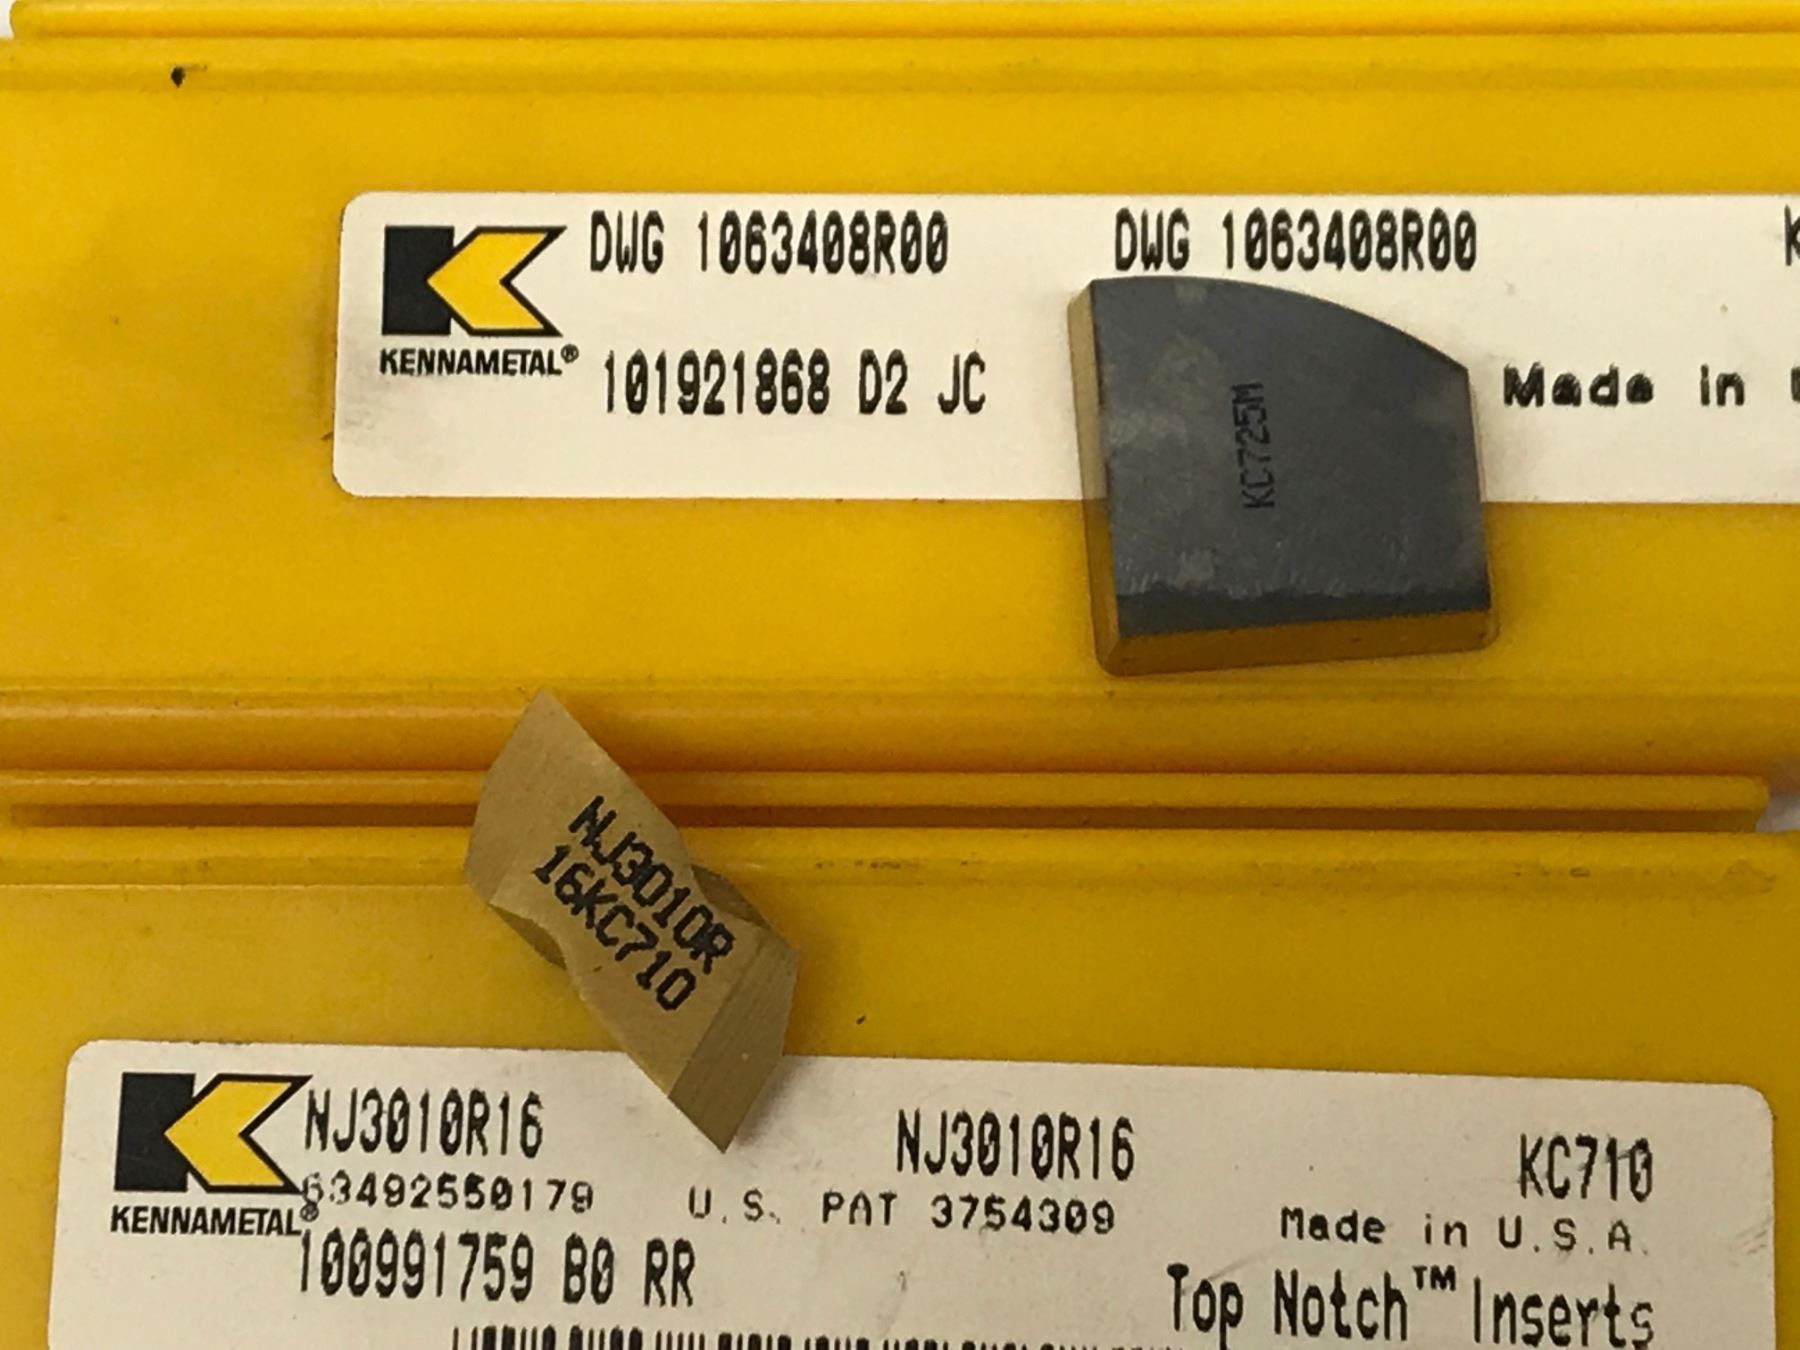 DWG 1063408R00 DWG 1063408R00
KENNAMETAL®
101921868 D2 JC
Made in
KC725M
NJ3010R
16KC710
NJ3010R16 NJ3010R16 KC710
63492550179 U.S. PAT 3754309 Made in U.S.A.
KENNAMETAL®
100991759 B0 RR
Top Notch™ Inserts